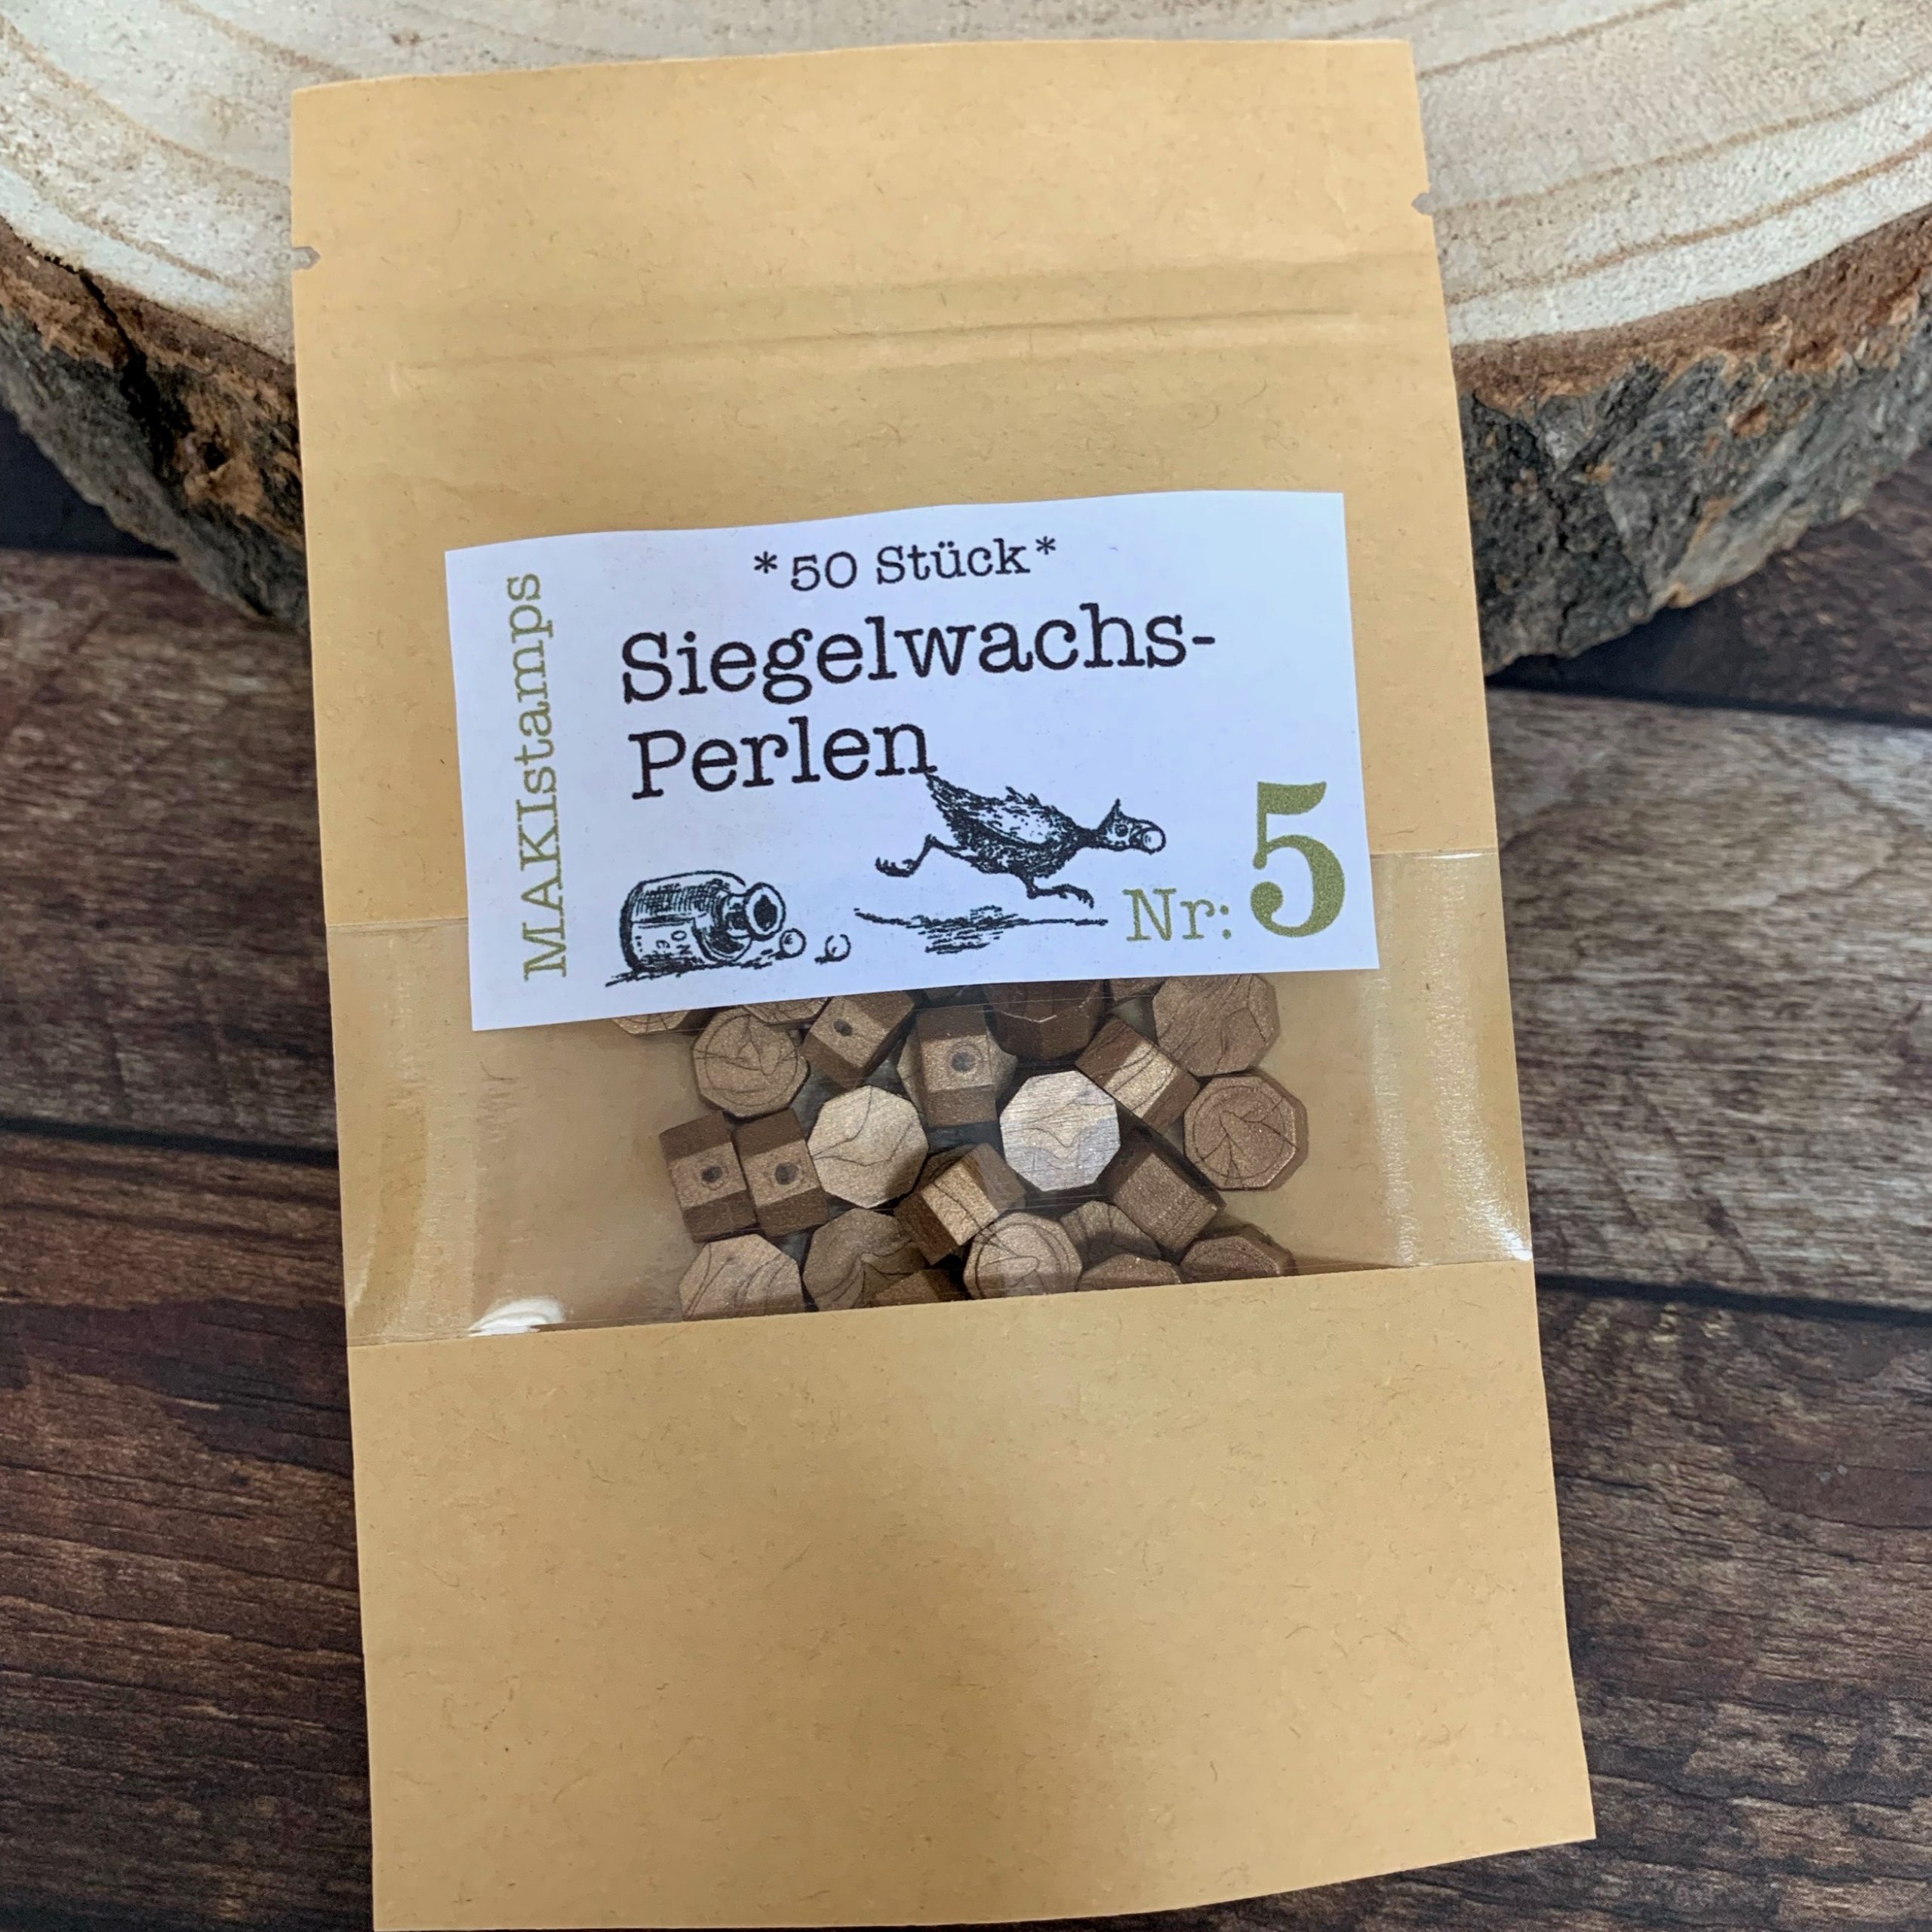 *50 Stück*
Siegelwachs-
Perlen
MAKIstamps
Nr: 5